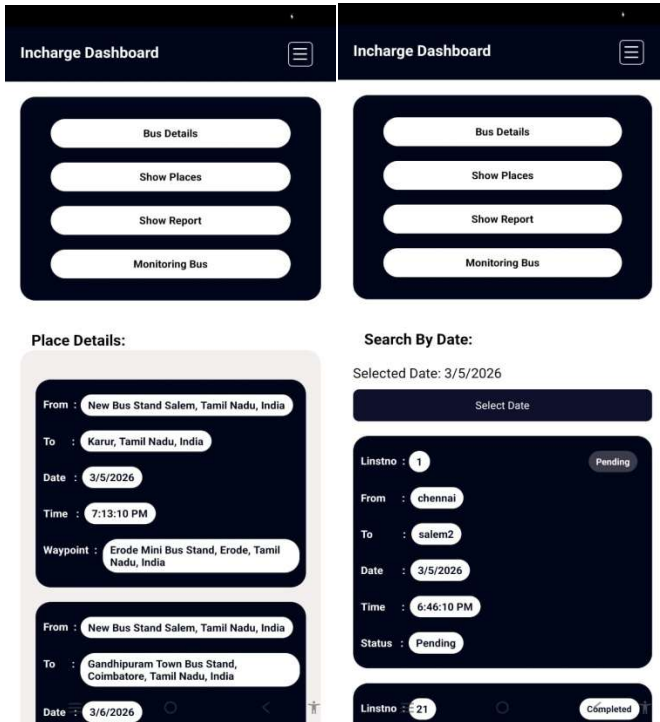 Incharge Dashboard
Bus Details
Show Places
Show Report
Monitoring Bus
Place Details:
From : New Bus Stand Salem, Tamil Nadu, India
To : Karur, Tamil Nadu, India
Date : 3/5/2026
Time : 7:13:10 PM
Waypoint : Erode Mini Bus Stand, Erode, Tamil
Nadu, India
From : New Bus Stand Salem, Tamil Nadu, India
To : Gandhipuram Town Bus Stand,
Coimbatore, Tamil Nadu, India
Date : 3/6/2026
Incharge Dashboard
Bus Details
Show Places
Show Report
Monitoring Bus
Search By Date:
Selected Date: 3/5/2026
Select Date
Linstno : 1 Pending
From : chennai
To : salem2
Date : 3/5/2026
Time : 6:46:10 PM
Status : Pending
Linstno : 21 Completed